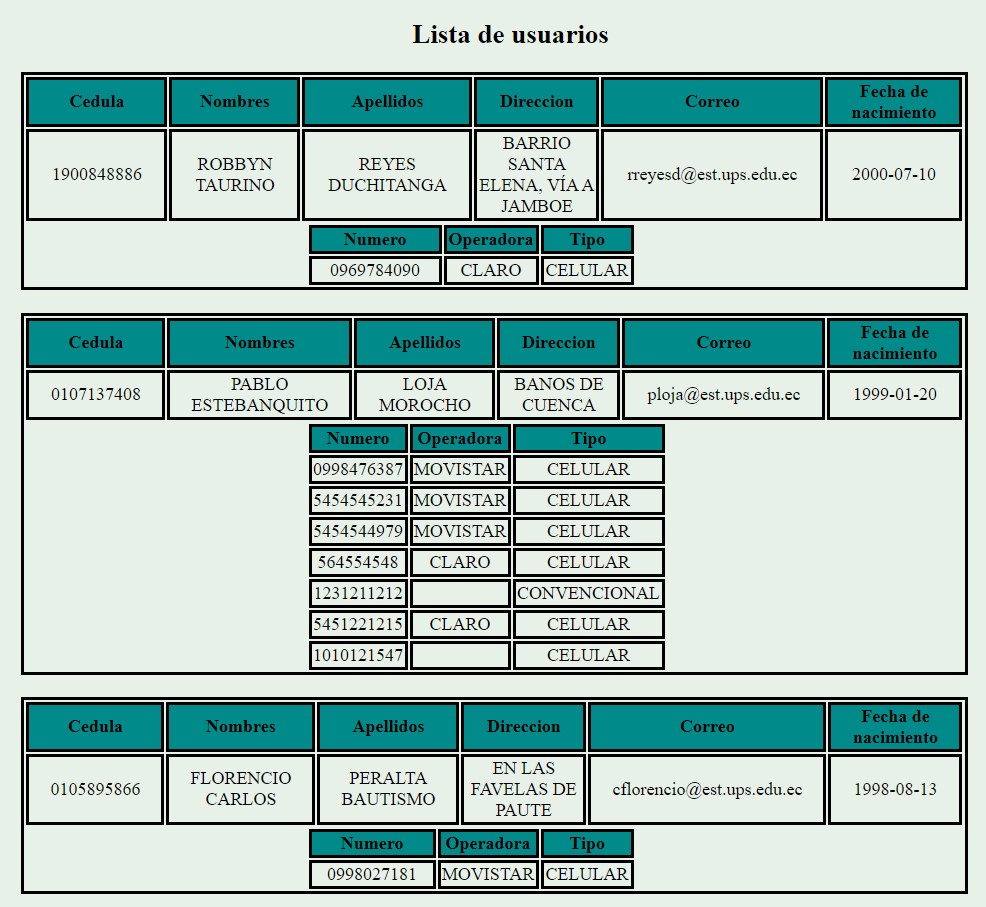 Lista de usuarios
Cedula Nombres Apellidos Direccion Correo Fecha de nacimiento
1900848886 ROBBYN TAURINO REYES DUCHITANGA BARRIO SANTA ELENA, VÍA A JAMBOE rreyesd@est.ups.edu.ec 2000-07-10
Numero Operadora Tipo
0969784090 CLARO CELULAR
Cedula Nombres Apellidos Direccion Correo Fecha de nacimiento
0107137408 PABLO ESTEBANQUITO LOJA MOROCHO BANOS DE CUENCA ploja@est.ups.edu.ec 1999-01-20
Numero Operadora Tipo
0998476387 MOVISTAR CELULAR
5454545231 MOVISTAR CELULAR
5454544979 MOVISTAR CELULAR
564554548 CLARO CELULAR
1231211212 CONVENCIONAL
5451221215 CLARO CELULAR
1010121547 CELULAR
Cedula Nombres Apellidos Direccion Correo Fecha de nacimiento
0105895866 FLORENCIO CARLOS PERALTA BAUTISMO EN LAS FAVELAS DE PAUTE cflorencio@est.ups.edu.ec 1998-08-13
Numero Operadora Tipo
0998027181 MOVISTAR CELULAR